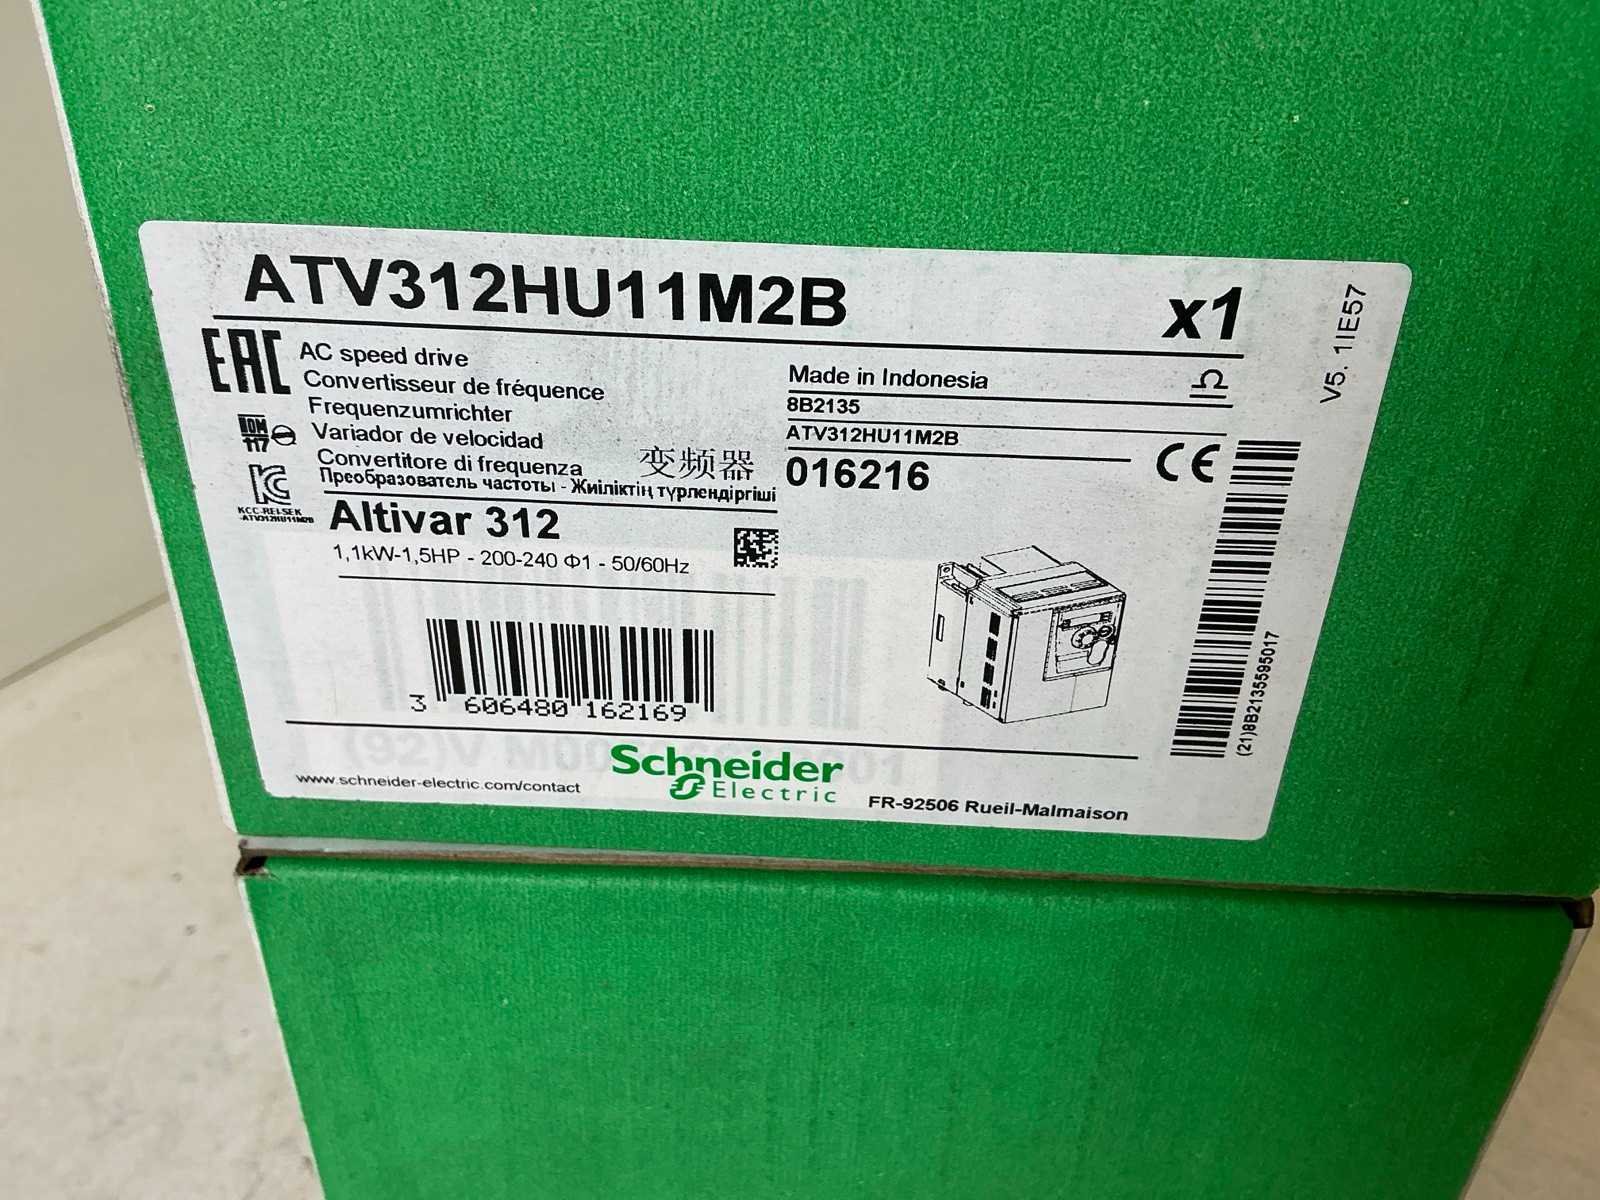 ATV312HU11M2B
x1
V5. 1IE57
EAC
AC speed drive
Convertisseur de fréquence
Frequenzumrichter
Variador de velocidad
Convertitore di frequenza
变频器
Преобразователь частоты - Жиіліктің түрлендіргіші
117
KCC-REI-SEK
-ATV312HU11M2B
Made in Indonesia
8B2135
ATV312HU11M2B
016216
CE
Altivar 312
1,1kW-1,5HP - 200-240 Φ1 - 50/60Hz
3 606480 162169
(21)8B2135595017
Schneider
Electric
www.schneider-electric.com/contact
FR-92506 Rueil-Malmaison